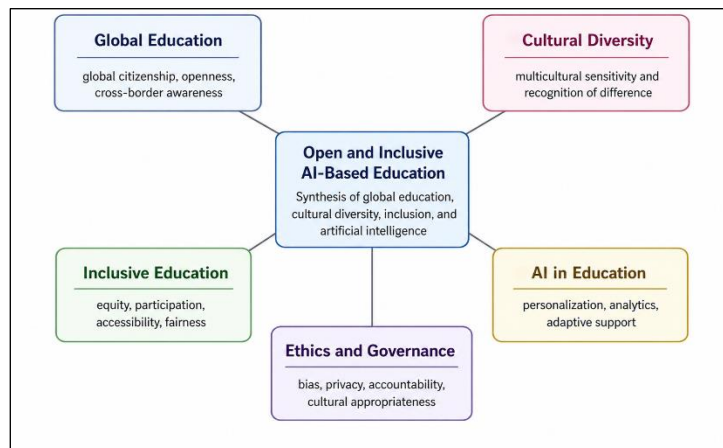 Global Education
global citizenship, openness,
cross-border awareness
Cultural Diversity
multicultural sensitivity and
recognition of difference
Open and Inclusive
AI-Based Education
Synthesis of global education,
cultural diversity, inclusion, and
artificial intelligence
Inclusive Education
equity, participation,
accessibility, fairness
AI in Education
personalization, analytics,
adaptive support
Ethics and Governance
bias, privacy, accountability,
cultural appropriateness